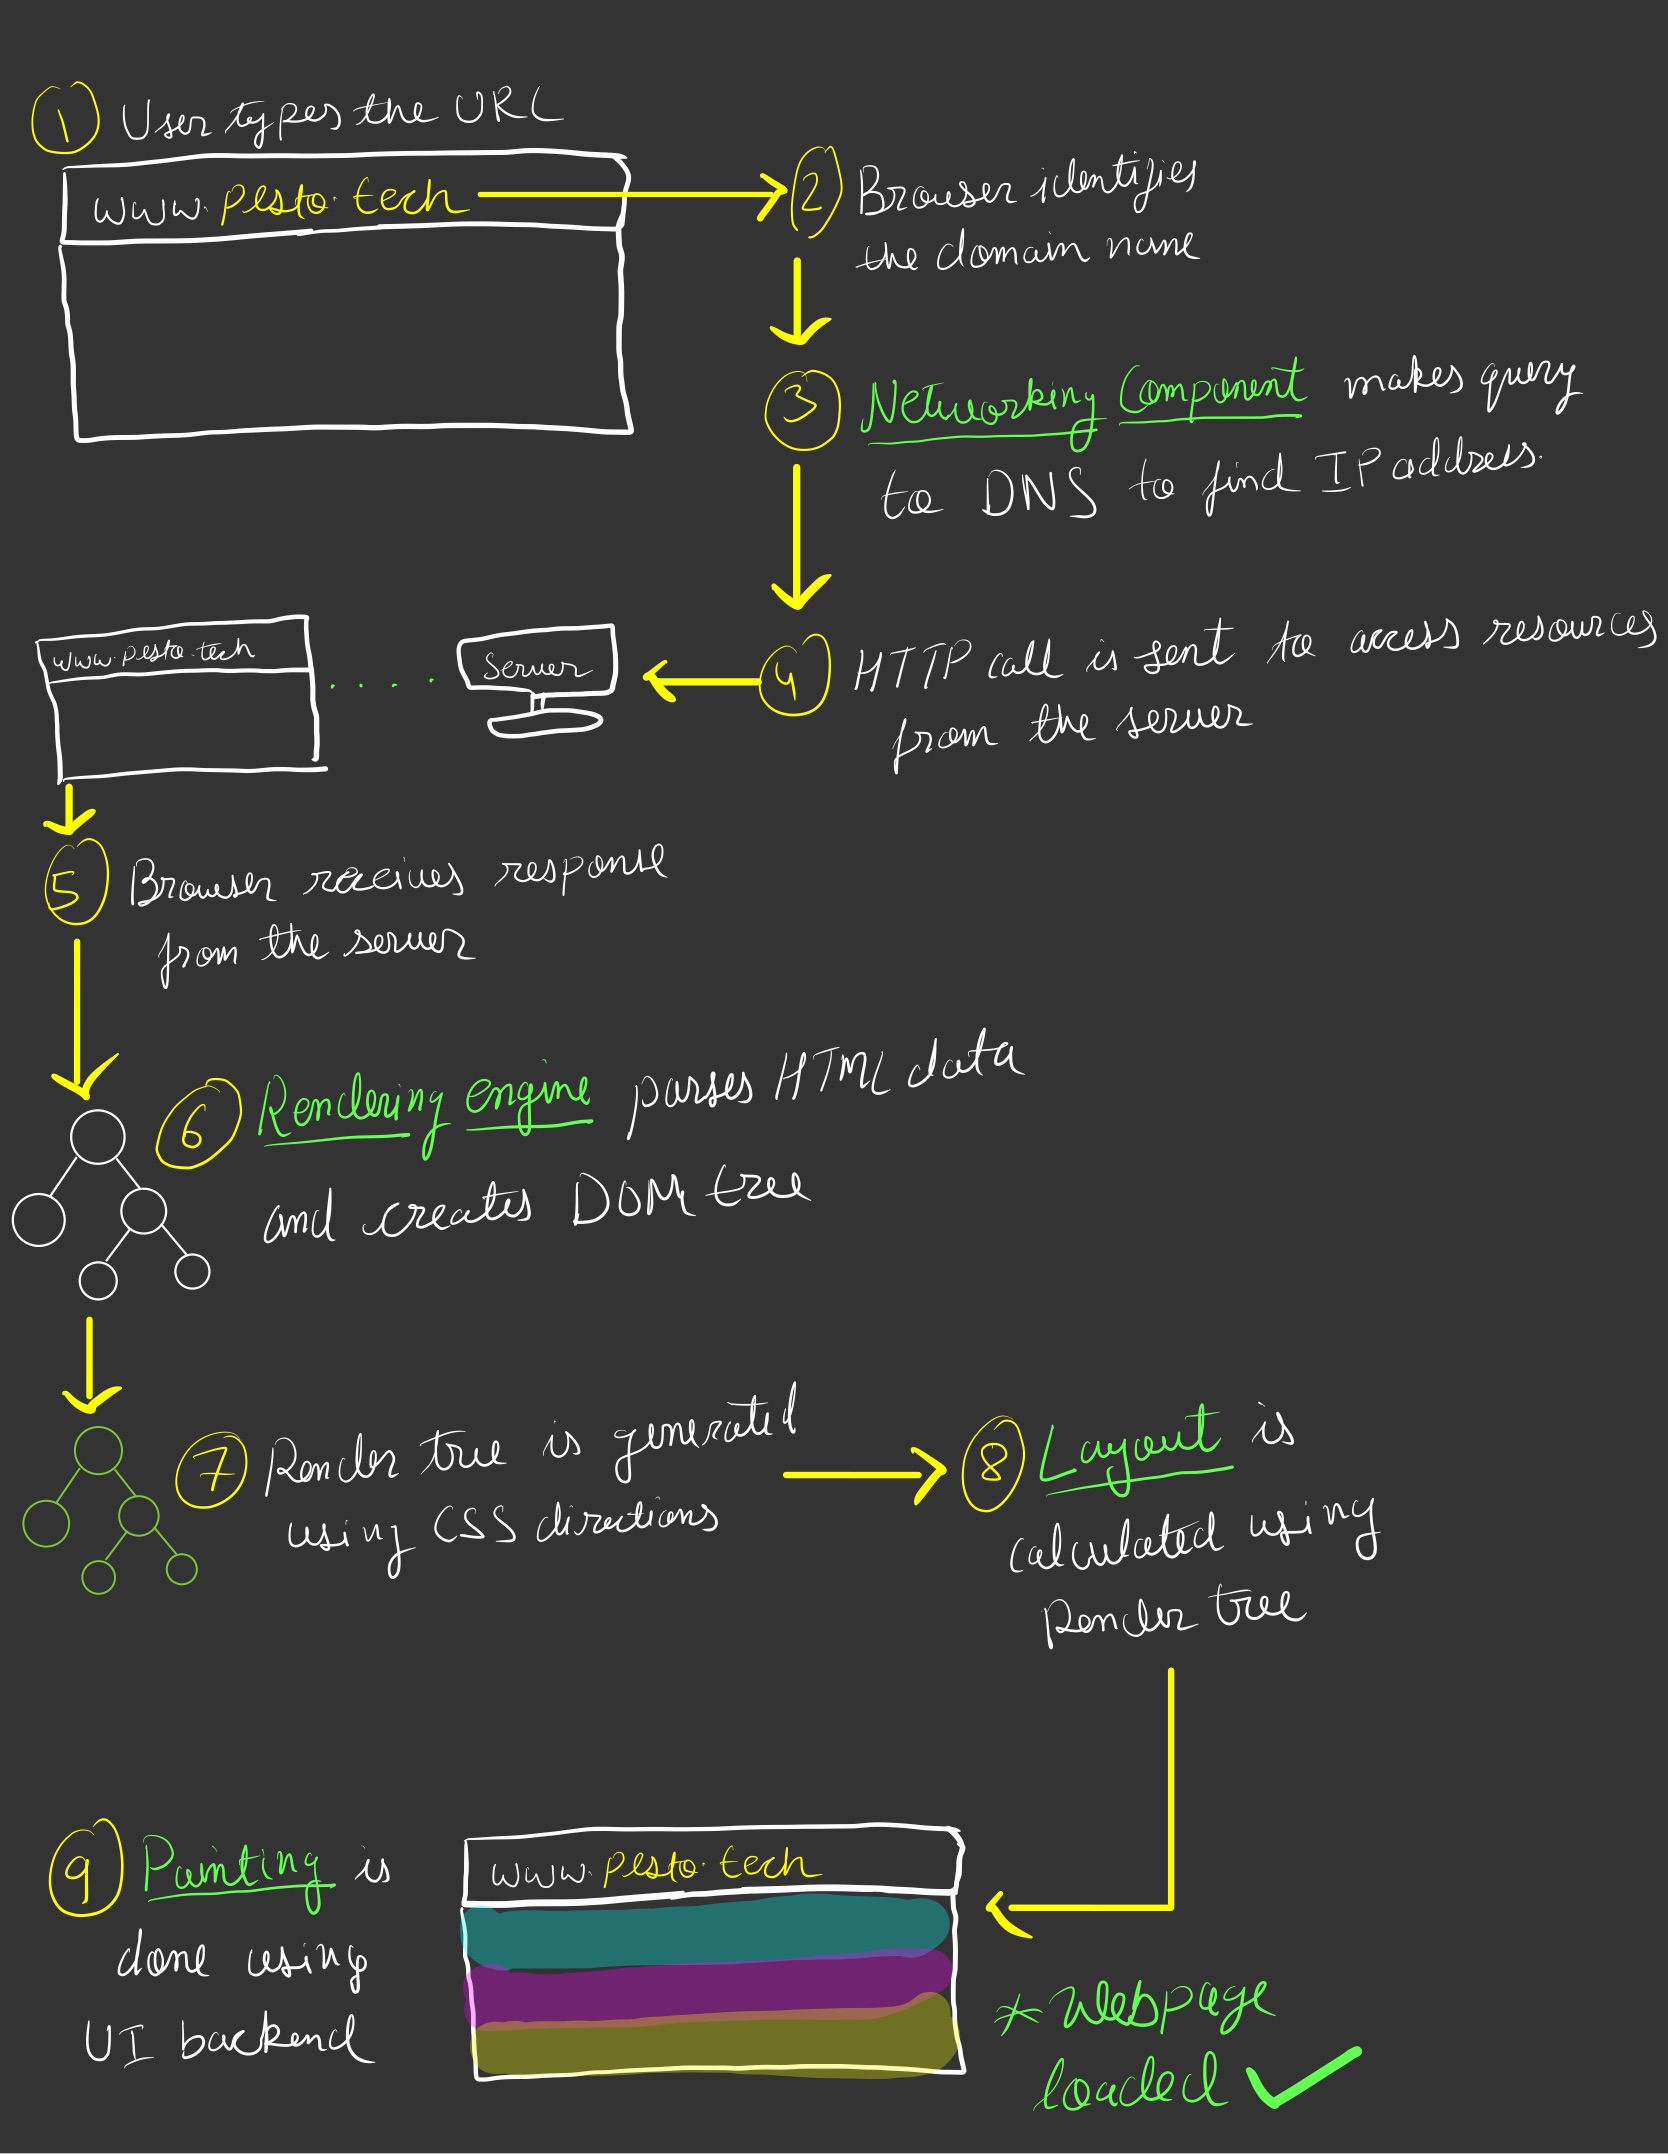 1 User types the URL
www.pesto.tech
2 Browser identifies
the domain name
3 Networking Component makes query
to DNS to find IP address.
www.pesto.tech
Server
4 HTTP call is sent to access resources
from the server
5 Browser receives response
from the server
6 Rendering engine parses HTML data
and creates DOM tree
7 Render tree is generated
using CSS directions
8 Layout is
calculated using
Render tree
9 Painting is
done using
UI backend
www.pesto.tech
* Webpage
loaded ✓